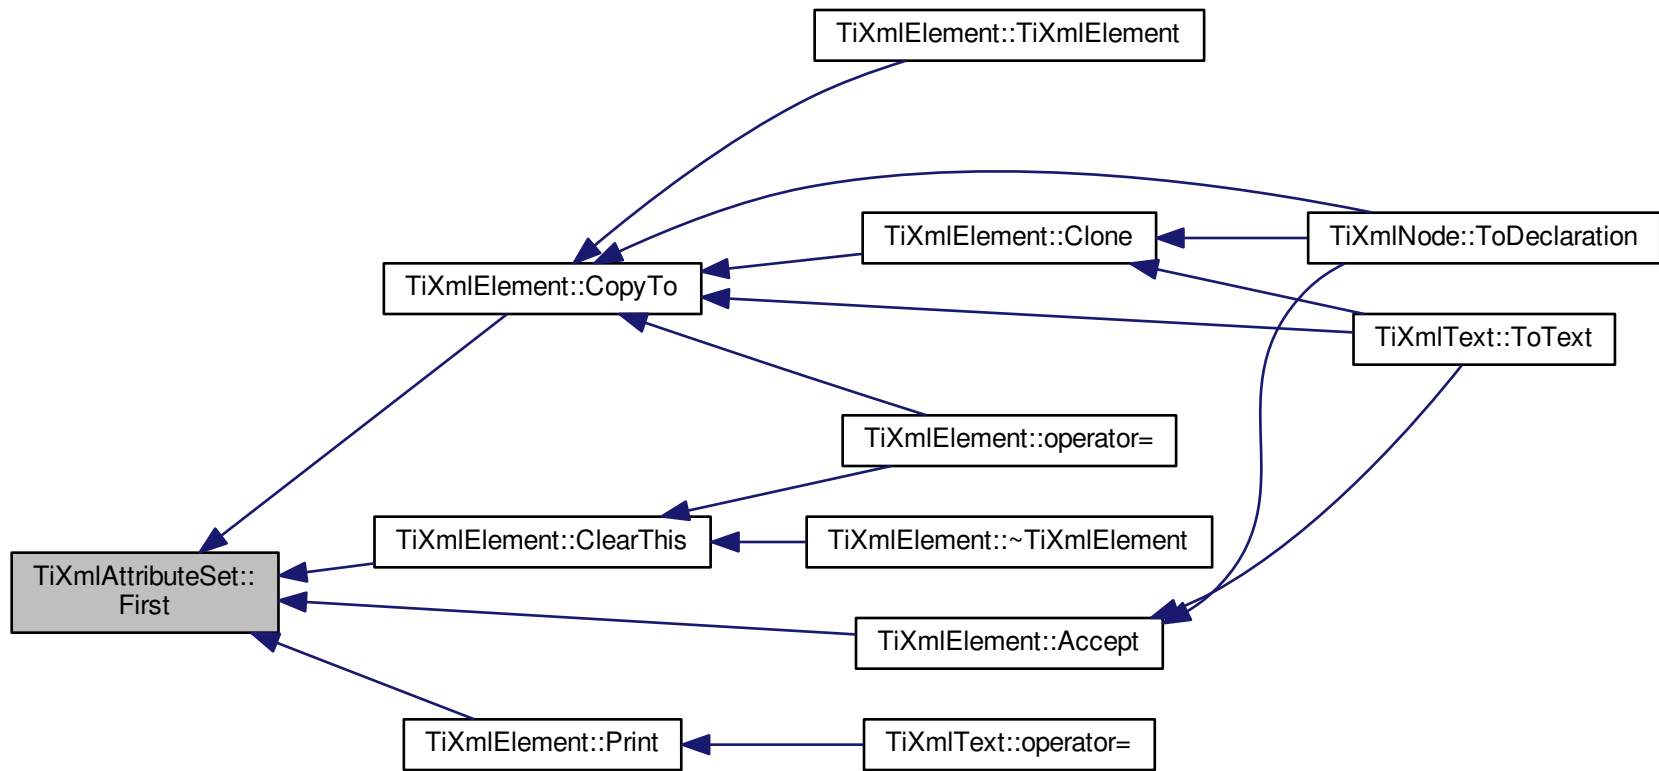 TiXmlElement::TiXmlElement
TiXmlElement::Clone
TiXmlNode::ToDeclaration
TiXmlElement::CopyTo
TiXmlText::ToText
TiXmlElement::operator=
TiXmlElement::ClearThis
TiXmlElement::~TiXmlElement
TiXmlAttributeSet::
First
TiXmlElement::Accept
TiXmlElement::Print
TiXmlText::operator=